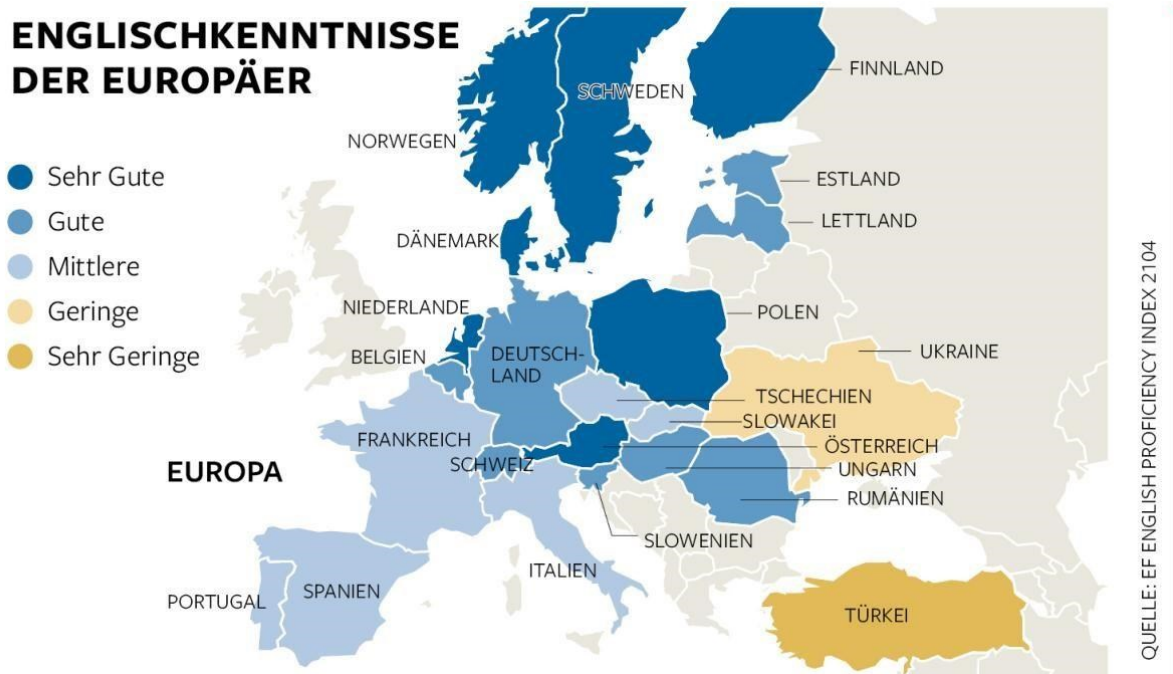 ENGLISCHKENNTNISSE
DER EUROPÄER
Sehr Gute
Gute
Mittlere
Geringe
Sehr Geringe
EUROPA
FINNLAND
SCHWEDEN
NORWEGEN
ESTLAND
LETTLAND
DÄNEMARK
NIEDERLANDE
POLEN
BELGIEN
DEUTSCH-
LAND
UKRAINE
TSCHECHIEN
SLOWAKEI
FRANKREICH
ÖSTERREICH
SCHWEIZ
UNGARN
RUMÄNIEN
SLOWENIEN
ITALIEN
SPANIEN
PORTUGAL
TÜRKEI
QUELLE: EF ENGLISH PROFICIENCY INDEX 2104